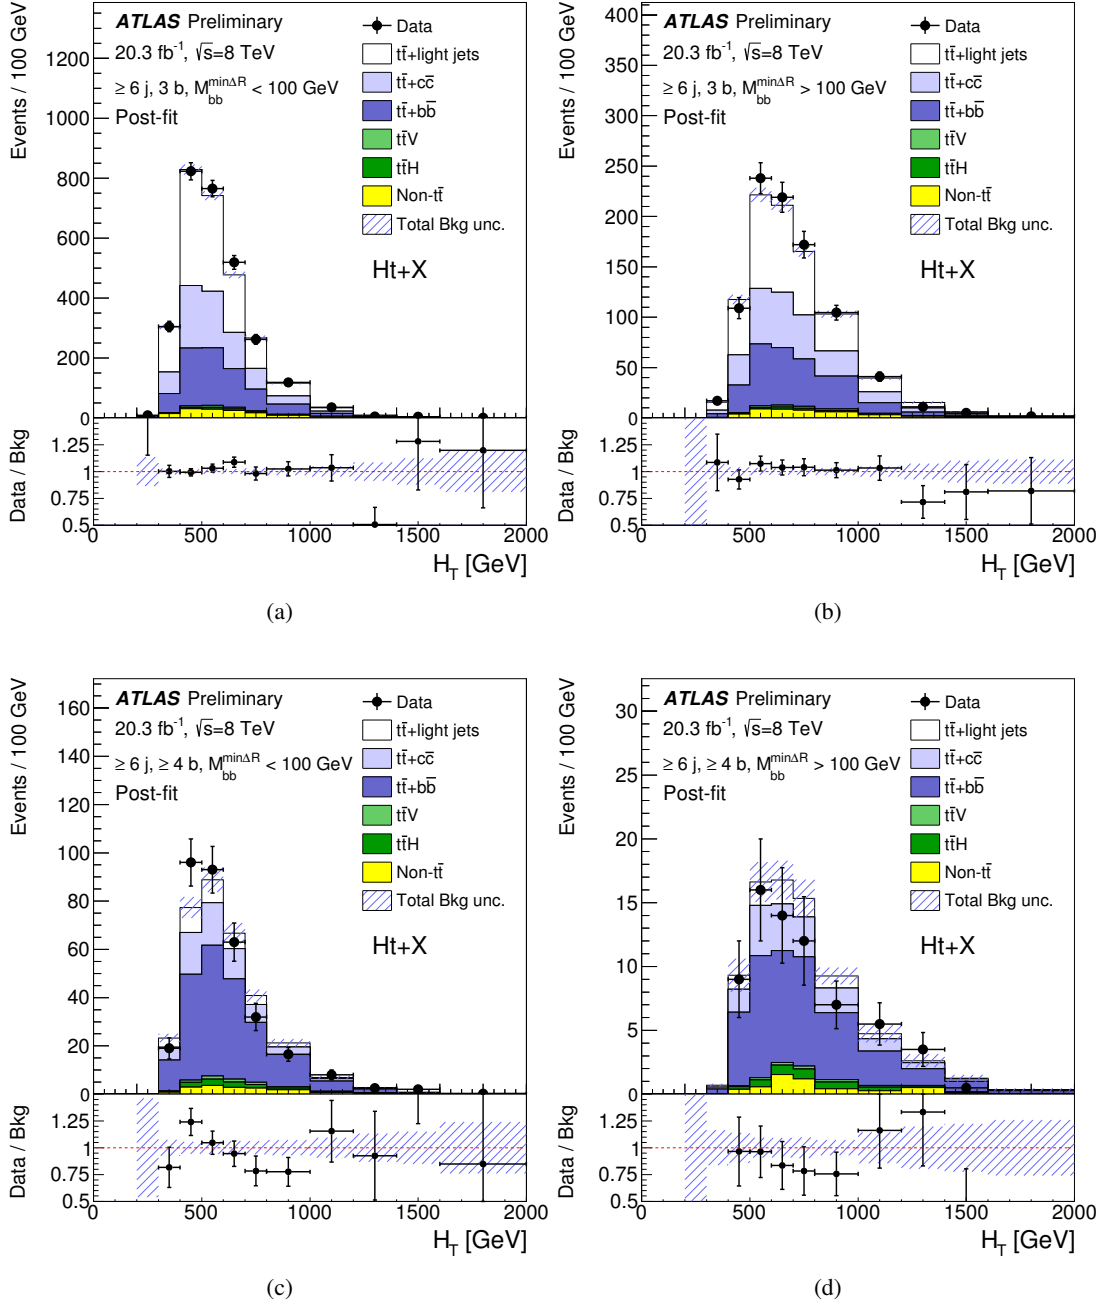 ATLAS Preliminary
20.3 fb⁻¹, √s=8 TeV
≥ 6 j, 3 b, M_bb^minΔR < 100 GeV
Post-fit
Data
tt̄+light jets
tt̄+cc̄
tt̄+bb̄
tt̄V
tt̄H
Non-tt̄
Total Bkg unc.
Ht+X
Events / 100 GeV
1200
1000
800
600
400
200
0
Data / Bkg
1.25
1
0.75
0.5
0 500 1000 1500 2000
H_T [GeV]
(a)
ATLAS Preliminary
20.3 fb⁻¹, √s=8 TeV
≥ 6 j, 3 b, M_bb^minΔR > 100 GeV
Post-fit
Data
tt̄+light jets
tt̄+cc̄
tt̄+bb̄
tt̄V
tt̄H
Non-tt̄
Total Bkg unc.
Ht+X
Events / 100 GeV
400
350
300
250
200
150
100
50
0
Data / Bkg
1.25
1
0.75
0.5
0 500 1000 1500 2000
H_T [GeV]
(b)
ATLAS Preliminary
20.3 fb⁻¹, √s=8 TeV
≥ 6 j, ≥ 4 b, M_bb^minΔR < 100 GeV
Post-fit
Data
tt̄+light jets
tt̄+cc̄
tt̄+bb̄
tt̄V
tt̄H
Non-tt̄
Total Bkg unc.
Ht+X
Events / 100 GeV
160
140
120
100
80
60
40
20
0
Data / Bkg
1.25
1
0.75
0.5
0 500 1000 1500 2000
H_T [GeV]
(c)
ATLAS Preliminary
20.3 fb⁻¹, √s=8 TeV
≥ 6 j, ≥ 4 b, M_bb^minΔR > 100 GeV
Post-fit
Data
tt̄+light jets
tt̄+cc̄
tt̄+bb̄
tt̄V
tt̄H
Non-tt̄
Total Bkg unc.
Ht+X
Events / 100 GeV
30
25
20
15
10
5
0
Data / Bkg
1.25
1
0.75
0.5
0 500 1000 1500 2000
H_T [GeV]
(d)